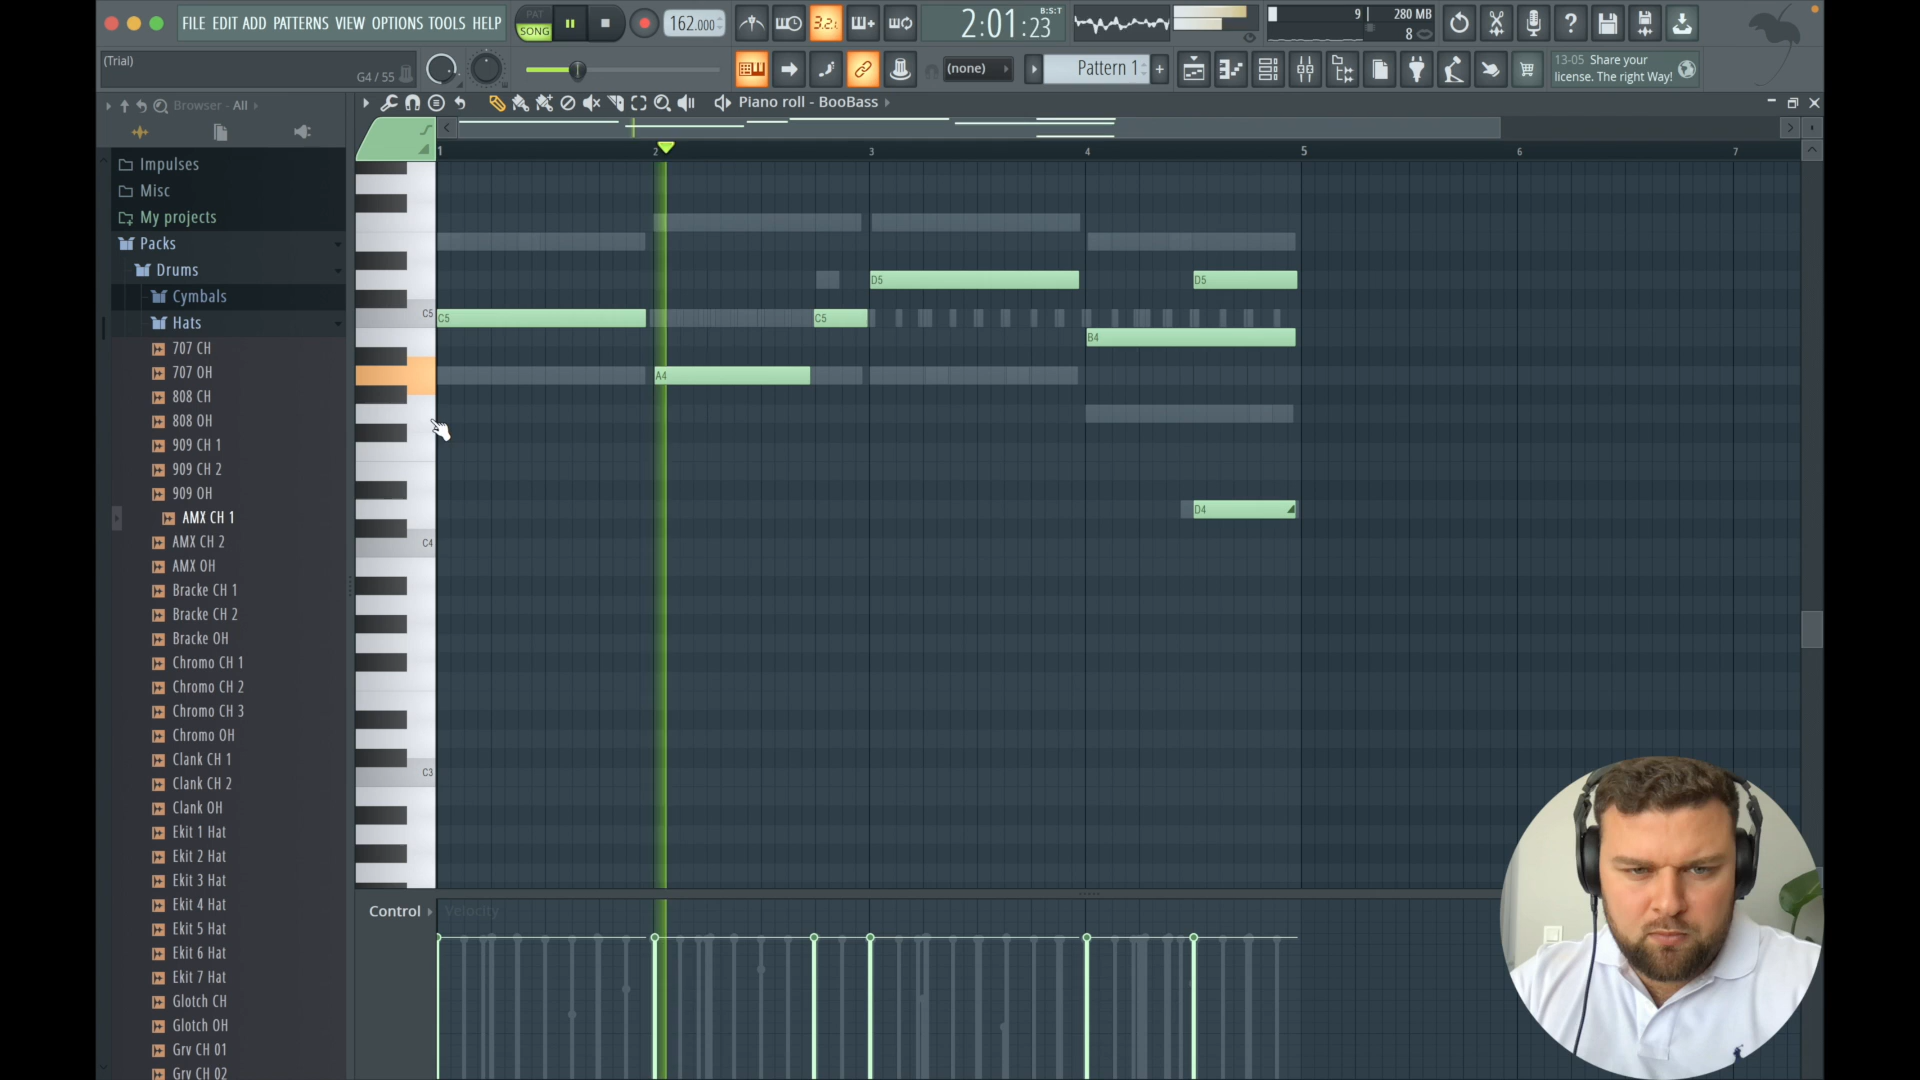 FILE EDIT ADD PATTERNS VIEW OPTIONS TOOLS HELP
PAT
SONG
162.000
3.2:
2:01:23
B:S:T
9
280 MB
8
(Trial)
G4 / 55
(none)
Pattern 1
13-05 Share your
license. The right Way!
Browser - All
Piano roll - BooBass
1 2 3 4 5 6 7
Impulses
Misc
My projects
Packs
Drums
Cymbals
Hats
707 CH
707 OH
808 CH
808 OH
909 CH 1
909 CH 2
909 OH
AMX CH 1
AMX CH 2
AMX OH
Bracke CH 1
Bracke CH 2
Bracke OH
Chromo CH 1
Chromo CH 2
Chromo CH 3
Chromo OH
Clank CH 1
Clank CH 2
Clank OH
Ekit 1 Hat
Ekit 2 Hat
Ekit 3 Hat
Ekit 4 Hat
Ekit 5 Hat
Ekit 6 Hat
Ekit 7 Hat
Glotch CH
Glotch OH
Grv CH 01
Grv CH 02
D5 D5
C5 C5 C5
B4
A4
D4
C4
C3
Control
Velocity